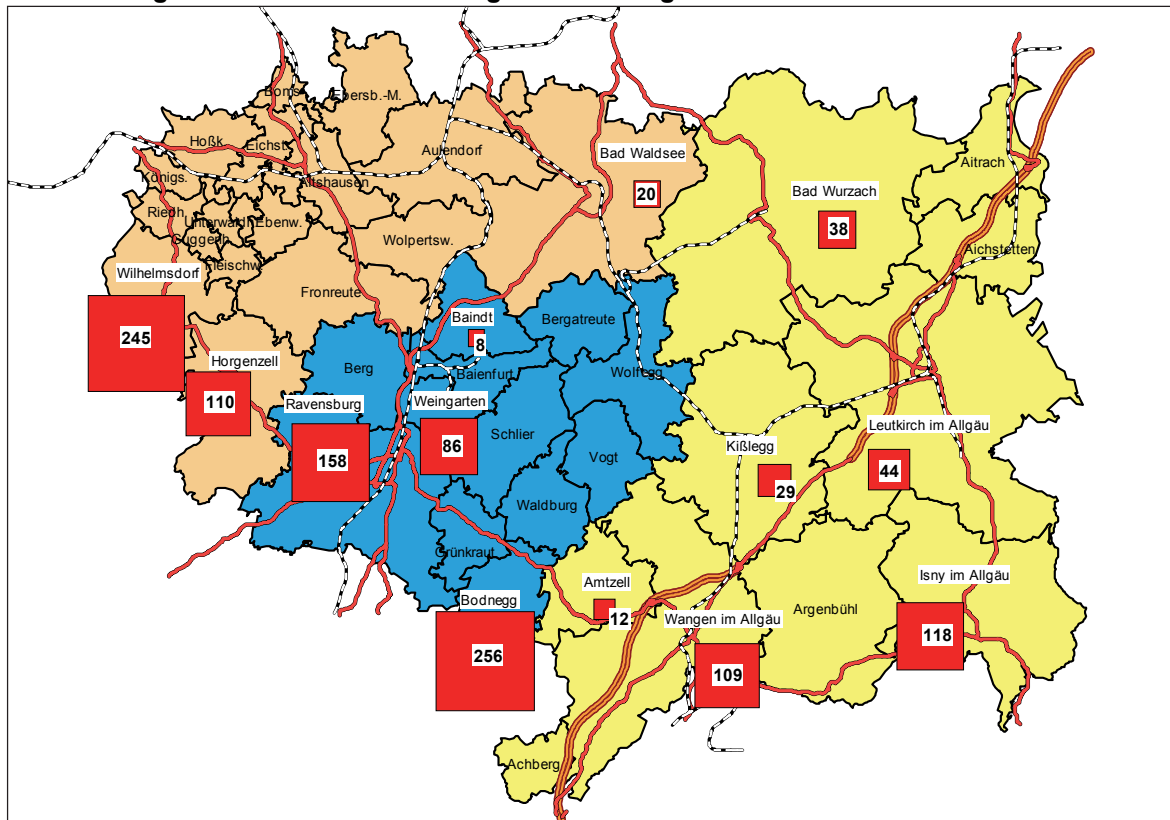 Boms
Ebersb.-M.
Hoßk.
Eichst.
Aulendorf
Bad Waldsee
Aitrach
Königs.
Altshausen
20
Bad Wurzach
Riedh.
Unterwald.
Ebenw.
38
Guggenh.
Wolpertsw.
Aichstetten
Fleischw.
Wilhelmsdorf
Fronreute
Baindt
Bergatreute
245
8
Horgenzell
Berg
Baienfurt
Wolfegg
110
Ravensburg
Weingarten
Leutkirch im Allgäu
Schlier
Kißlegg
158
86
Vogt
44
29
Waldburg
Grünkraut
Amtzell
Isny im Allgäu
Bodnegg
12
Wangen im Allgäu
Argenbühl
256
118
109
Achberg